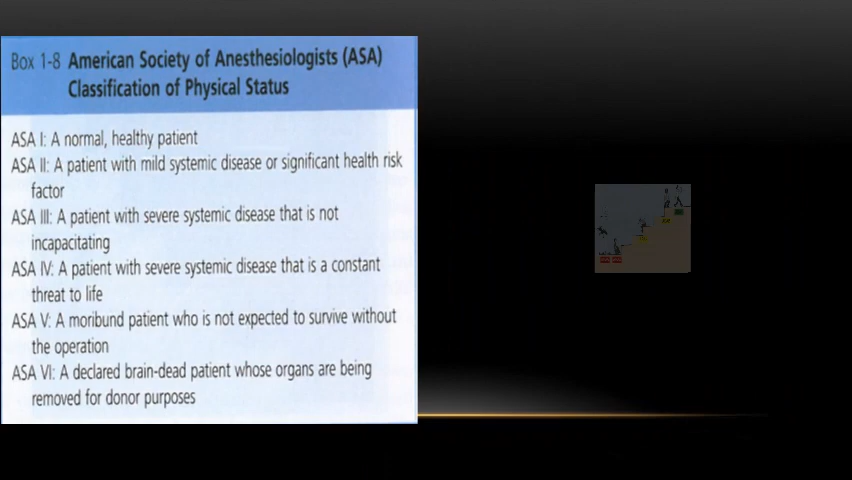 Box 1-8 American Society of Anesthesiologists (ASA)
Classification of Physical Status
ASA I: A normal, healthy patient
ASA II: A patient with mild systemic disease or significant health risk
factor
ASA III: A patient with severe systemic disease that is not
incapacitating
ASA IV: A patient with severe systemic disease that is a constant
threat to life
ASA V: A moribund patient who is not expected to survive without
the operation
ASA VI: A declared brain-dead patient whose organs are being
removed for donor purposes